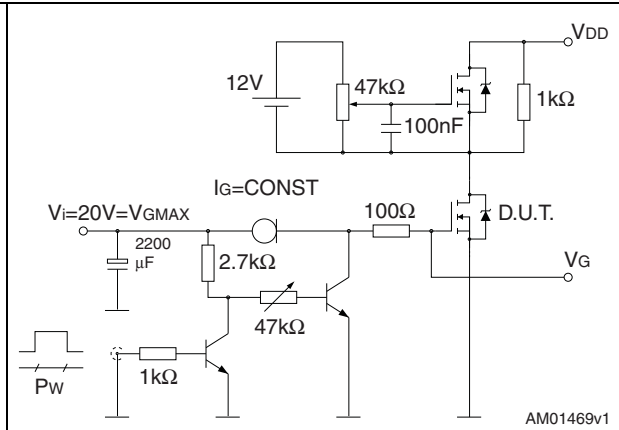 VDD
12V
47kΩ
1kΩ
100nF
IG=CONST
Vi=20V=VGMAX
100Ω
D.U.T.
2200
μF
2.7kΩ
VG
47kΩ
1kΩ
PW
AM01469v1